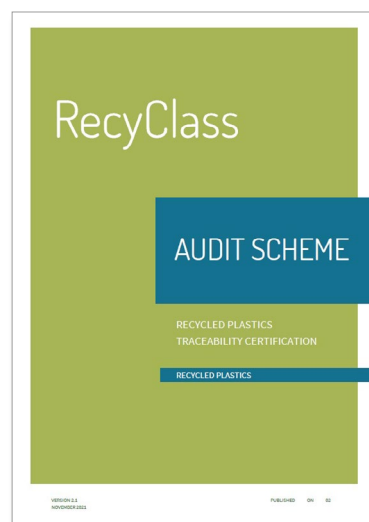 RecyClass
AUDIT SCHEME
RECYCLED PLASTICS
TRACEABILITY CERTIFICATION
RECYCLED PLASTICS
VERSION 2.1
NOVEMBER 2021
PUBLISHED ON 02